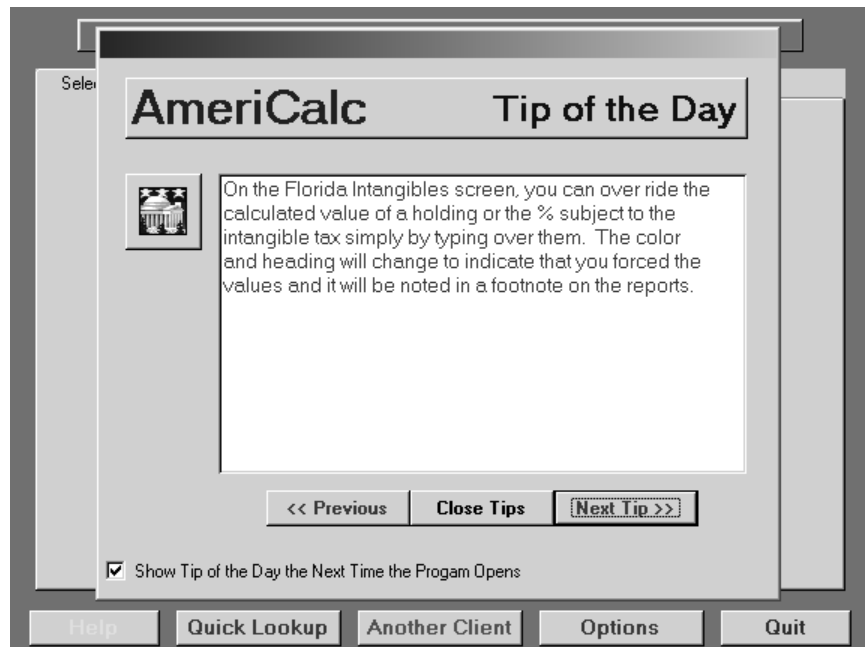 Selec
AmeriCalc Tip of the Day
On the Florida Intangibles screen, you can over ride the
calculated value of a holding or the % subject to the
intangible tax simply by typing over them. The color
and heading will change to indicate that you forced the
values and it will be noted in a footnote on the reports.
<< Previous Close Tips Next Tip >>
Show Tip of the Day the Next Time the Progam Opens
Help Quick Lookup Another Client Options Quit